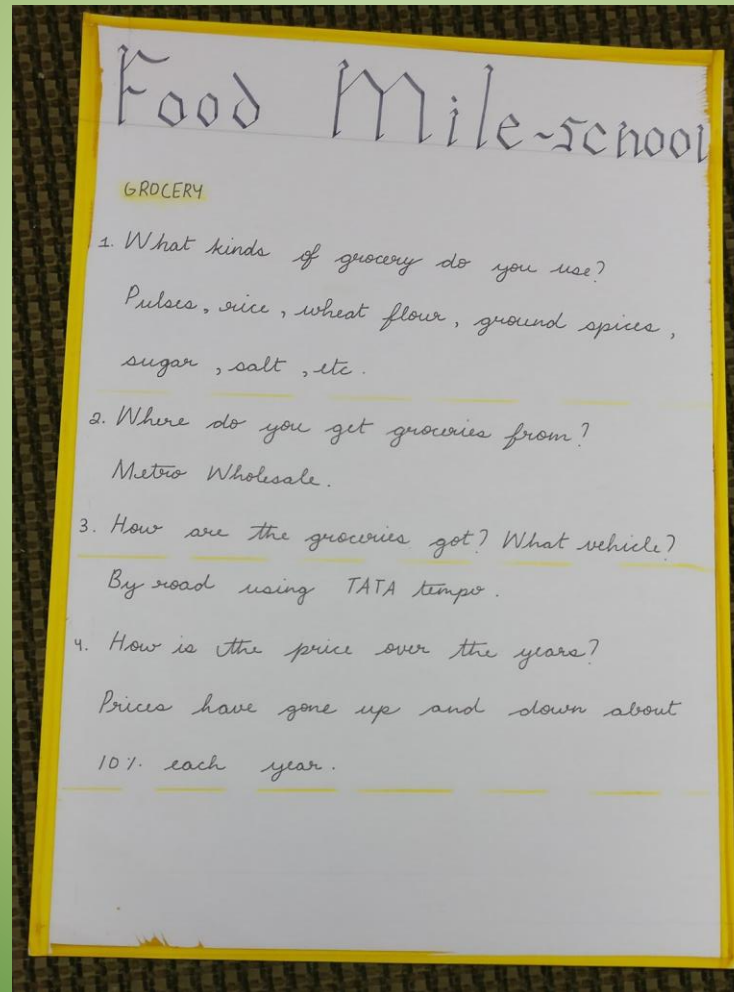 Food Mile-school
GROCERY
1. What kinds of grocery do you use?
Pulses, rice, wheat flour, ground spices,
sugar, salt, etc.
2. Where do you get groceries from?
Metro Wholesale.
3. How are the groceries got? What vehicle?
By road using TATA tempo.
4. How is the price over the years?
Prices have gone up and down about
10%. each year.